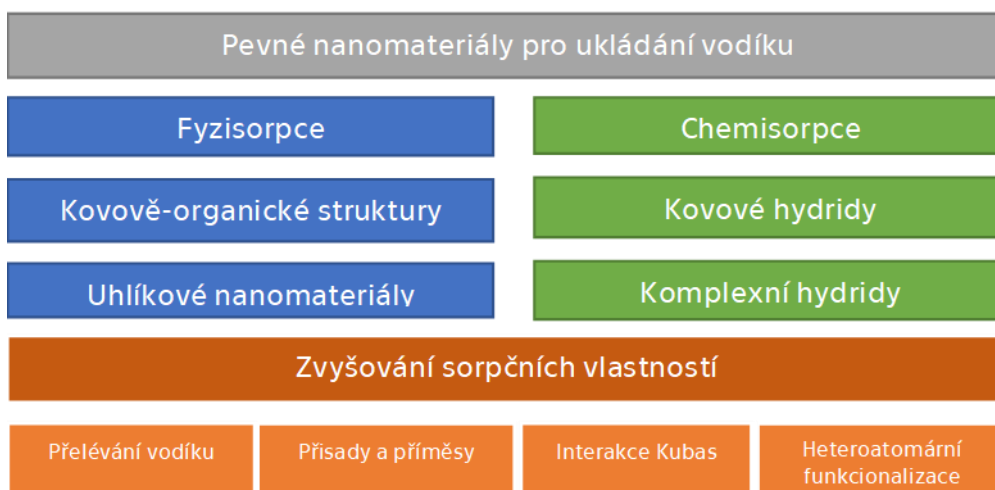 Pevné nanomateriály pro ukládání vodíku
Fyzisorpce
Chemisorpce
Kovově-organické struktury
Kovové hydridy
Uhlíkové nanomateriály
Komplexní hydridy
Zvyšování sorpčních vlastností
Přelévání vodíku
Přisady a příměsy
Interakce Kubas
Heteroatomární
funkcionalizace